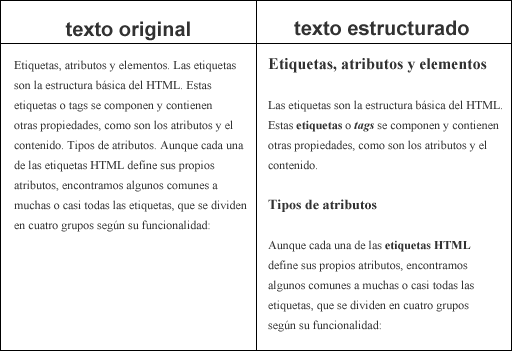 texto original
Etiquetas, atributos y elementos. Las etiquetas
son la estructura básica del HTML. Estas
etiquetas o tags se componen y contienen
otras propiedades, como son los atributos y el
contenido. Tipos de atributos. Aunque cada una
de las etiquetas HTML define sus propios
atributos, encontramos algunos comunes a
muchas o casi todas las etiquetas, que se dividen
en cuatro grupos según su funcionalidad:
texto estructurado
Etiquetas, atributos y elementos
Las etiquetas son la estructura básica del HTML.
Estas etiquetas o tags se componen y contienen
otras propiedades, como son los atributos y el
contenido.
Tipos de atributos
Aunque cada una de las etiquetas HTML
define sus propios atributos, encontramos
algunos comunes a muchas o casi todas las
etiquetas, que se dividen en cuatro grupos
según su funcionalidad: